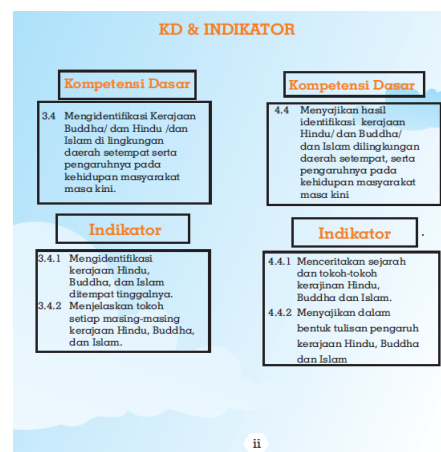 KD & INDIKATOR
Kompetensi Dasar
3.4 Mengidentifikasi Kerajaan
Buddha/ dan Hindu /dan
Islam di lingkungan
daerah setempat serta
pengaruhnya pada
kehidupan masyarakat
masa kini.
Indikator
3.4.1 Mengidentifikasi
kerajaan Hindu,
Buddha, dan Islam
ditempat tinggalnya.
3.4.2 Menjelaskan tokoh
setiap masing-masing
kerajaan Hindu, Buddha,
dan Islam.
Kompetensi Dasar
4.4 Menyajikan hasil
identifikasi kerajaan
Hindu/ dan Buddha/
dan Islam dilingkungan
daerah setempat, serta
pengaruhnya pada
kehidupan masyarakat
masa kini
Indikator .
4.4.1 Menceritakan sejarah
dan tokoh-tokoh
kerajinan Hindu,
Buddha dan Islam.
4.4.2 Menyajikan dalam
bentuk tulisan pengaruh
kerajaan Hindu, Buddha
dan Islam
ii